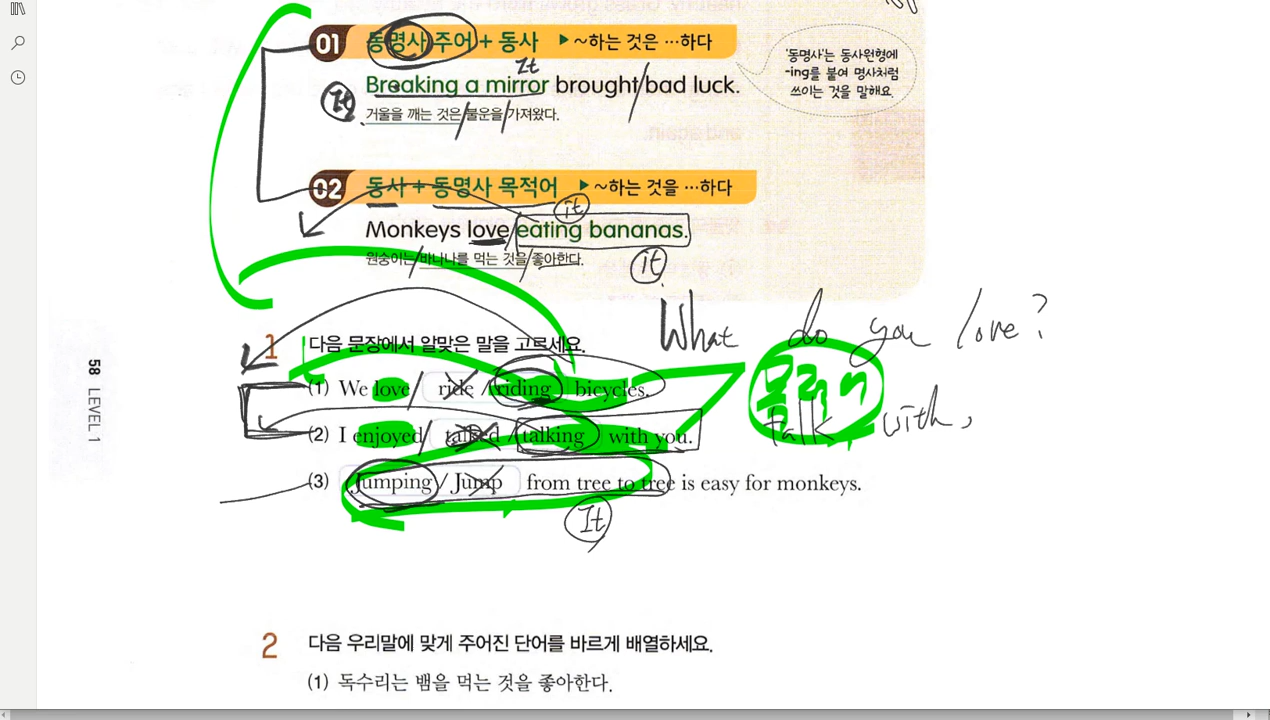 01 동명사 주어 + 동사 ▶ ~하는 것은 …하다
It
Breaking a mirror brought/bad luck.
It
거울을 깨는 것은/불운을/가져왔다.
'동명사'는 동사원형에
-ing를 붙여 명사처럼
쓰이는 것을 말해요.
02 동사 + 동명사 목적어 ▶ ~하는 것을 …하다
it
Monkeys love/eating bananas.
원숭이는/바나나를 먹는 것을/좋아한다.
it
What do you love?
1 다음 문장에서 알맞은 말을 고르세요.
(1) We love/ ride / riding bicycles.
(2) I enjoyed/ talked / talking with you.
talk with,
(3) Jumping / Jump from tree to tree is easy for monkeys.
It
58 LEVEL 1
2 다음 우리말에 맞게 주어진 단어를 바르게 배열하세요.
(1) 독수리는 뱀을 먹는 것을 좋아한다.